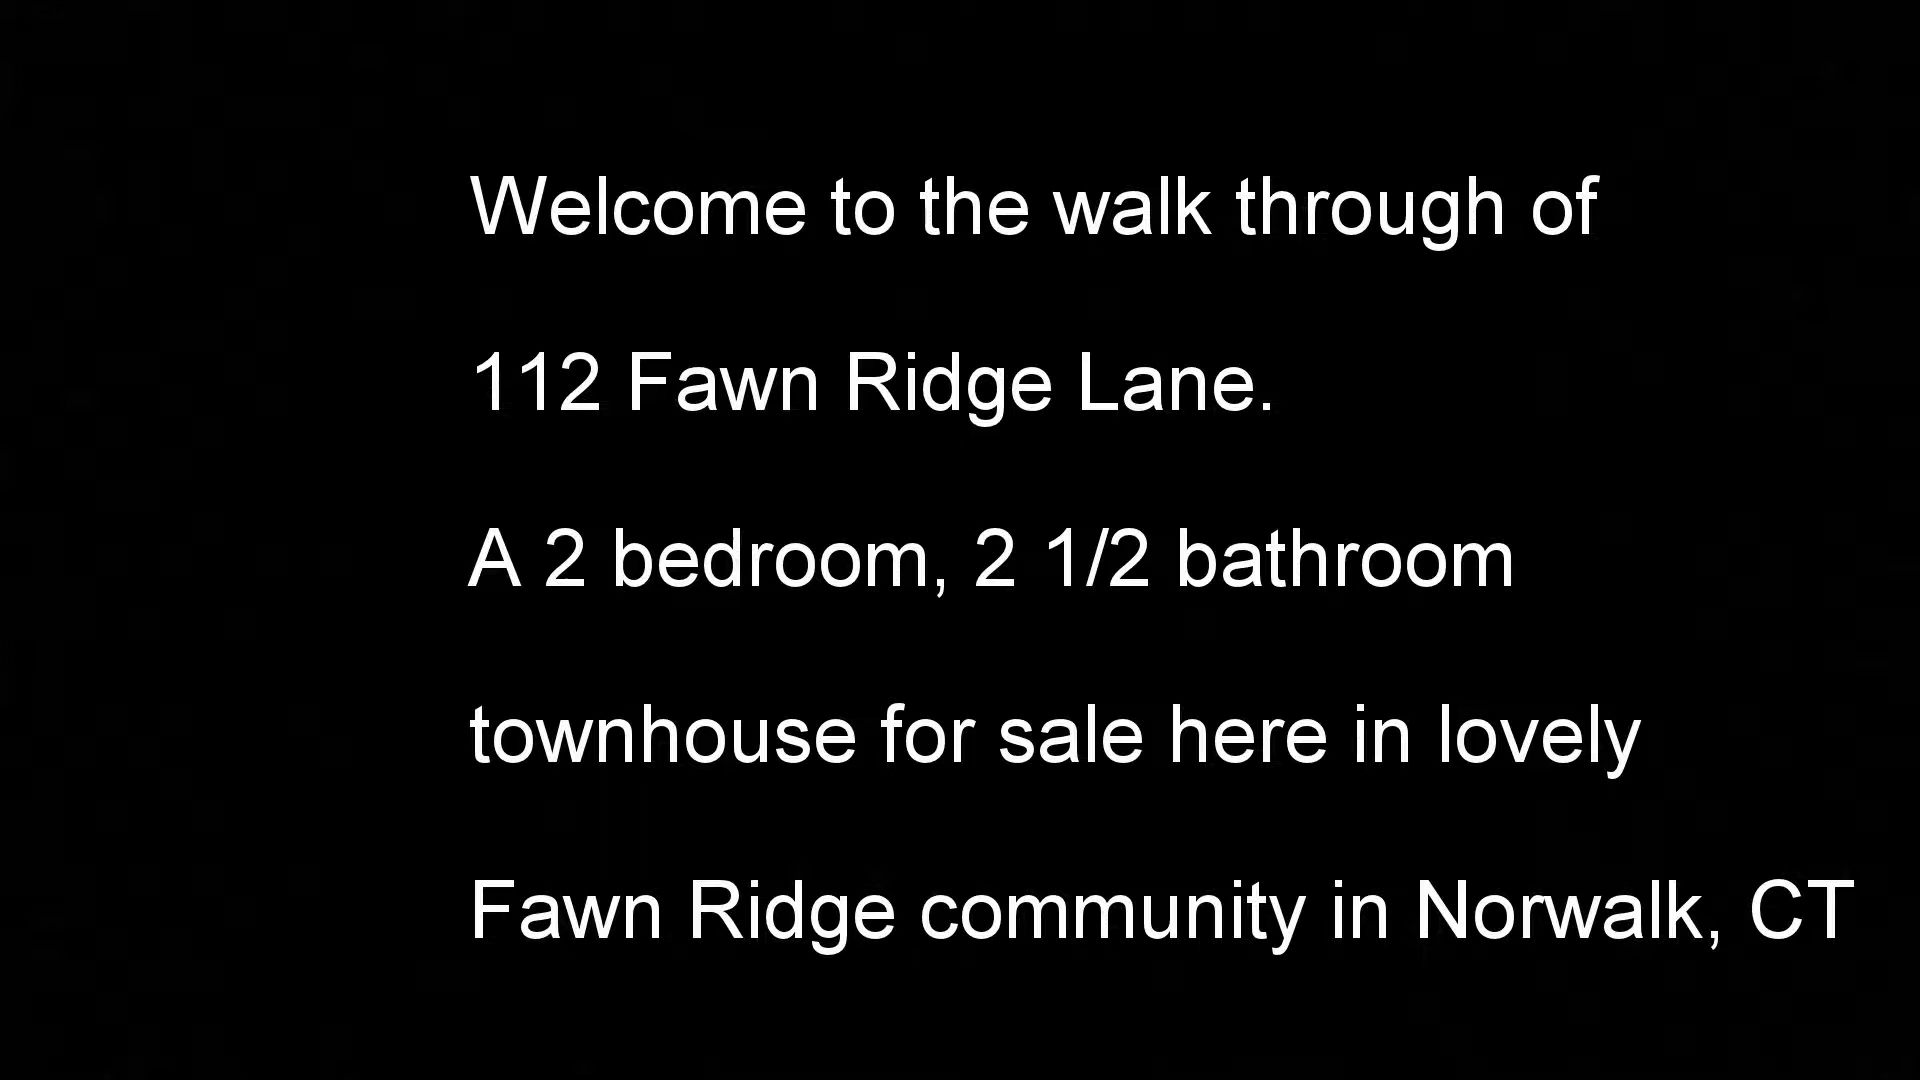 Welcome to the walk through of
112 Fawn Ridge Lane.
A 2 bedroom, 2 1/2 bathroom
townhouse for sale here in lovely
Fawn Ridge community in Norwalk, CT